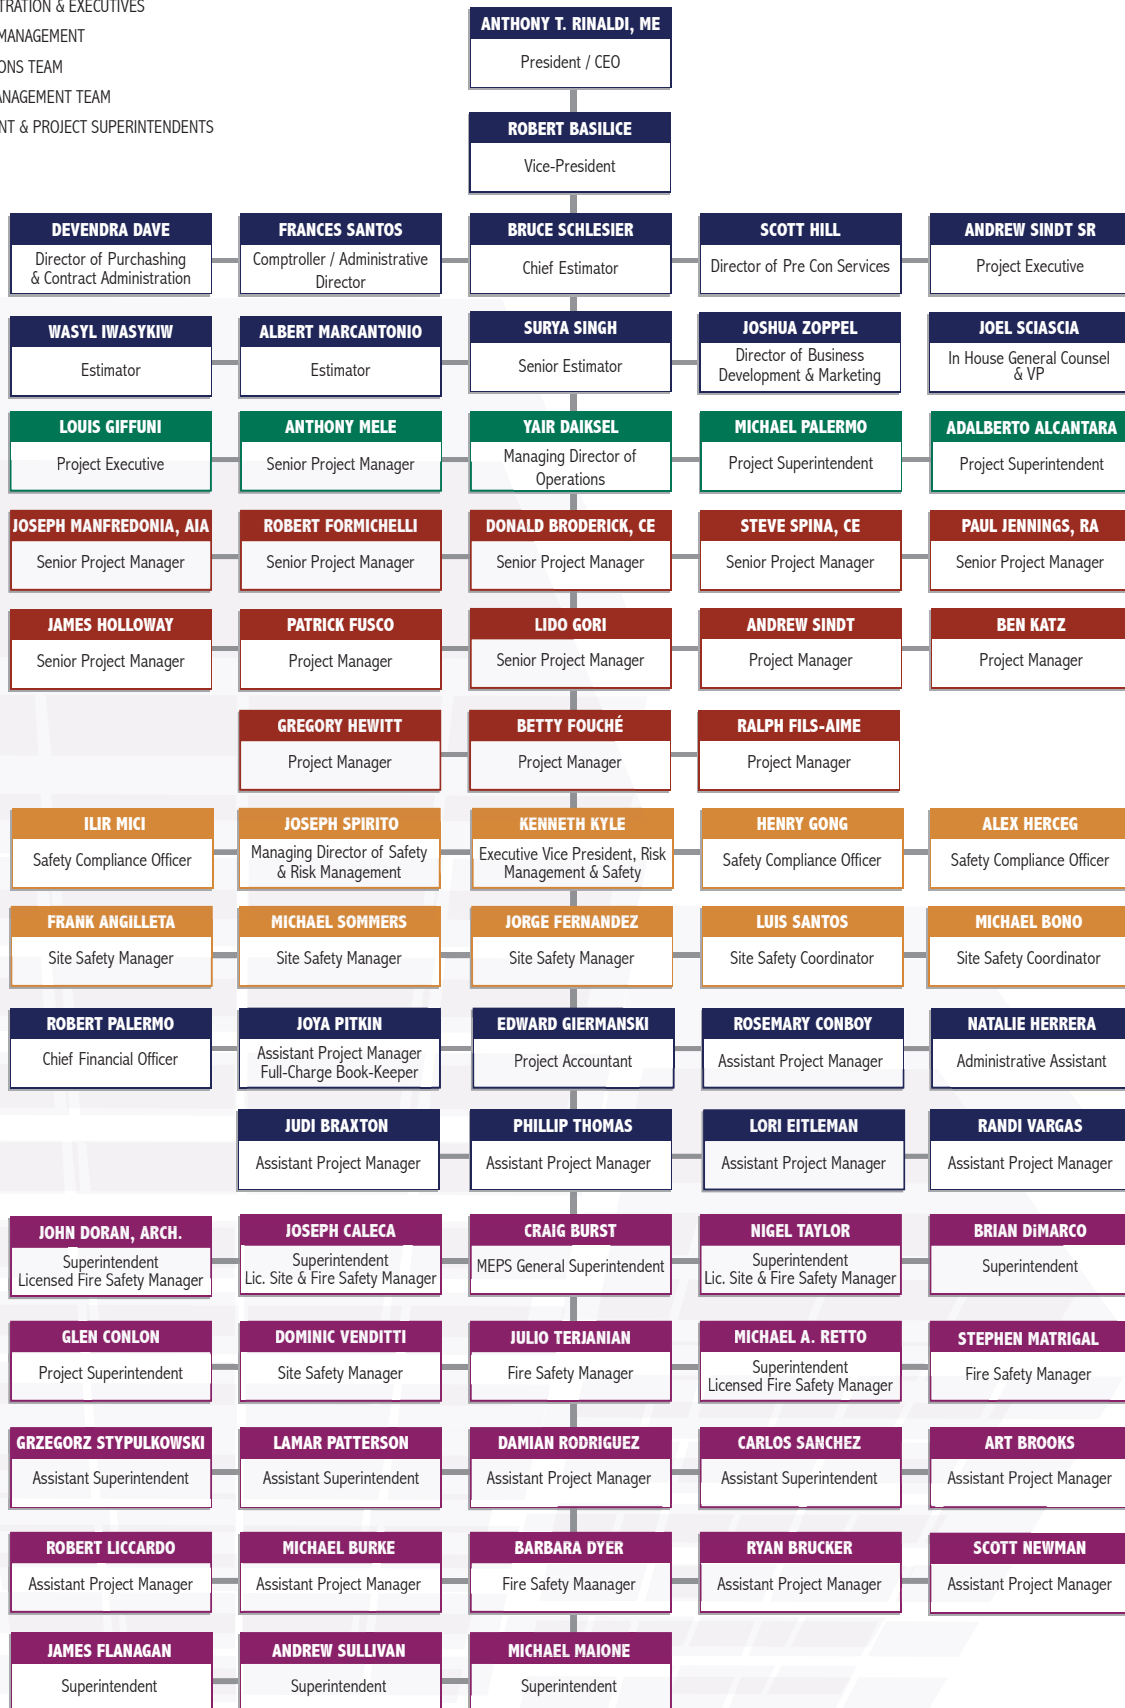 TRATION & EXECUTIVES
MANAGEMENT
ONS TEAM
ANAGEMENT TEAM
NT & PROJECT SUPERINTENDENTS
ANTHONY T. RINALDI, ME
President / CEO
ROBERT BASILICE
Vice-President
DEVENDRA DAVE
Director of Purchashing
& Contract Administration
FRANCES SANTOS
Comptroller / Administrative
Director
BRUCE SCHLESIER
Chief Estimator
SCOTT HILL
Director of Pre Con Services
ANDREW SINDT SR
Project Executive
WASYL IWASYKIW
Estimator
ALBERT MARCANTONIO
Estimator
SURYA SINGH
Senior Estimator
JOSHUA ZOPPEL
Director of Business
Development & Marketing
JOEL SCIASCIA
In House General Counsel
& VP
LOUIS GIFFUNI
Project Executive
ANTHONY MELE
Senior Project Manager
YAIR DAIKSEL
Managing Director of
Operations
MICHAEL PALERMO
Project Superintendent
ADALBERTO ALCANTARA
Project Superintendent
JOSEPH MANFREDONIA, AIA
Senior Project Manager
ROBERT FORMICHELLI
Senior Project Manager
DONALD BRODERICK, CE
Senior Project Manager
STEVE SPINA, CE
Senior Project Manager
PAUL JENNINGS, RA
Senior Project Manager
JAMES HOLLOWAY
Senior Project Manager
PATRICK FUSCO
Project Manager
LIDO GORI
Senior Project Manager
ANDREW SINDT
Project Manager
BEN KATZ
Project Manager
GREGORY HEWITT
Project Manager
BETTY FOUCHÉ
Project Manager
RALPH FILS-AIME
Project Manager
ILIR MICI
Safety Compliance Officer
JOSEPH SPIRITO
Managing Director of Safety
& Risk Management
KENNETH KYLE
Executive Vice President, Risk
Management & Safety
HENRY GONG
Safety Compliance Officer
ALEX HERCEG
Safety Compliance Officer
FRANK ANGILLETA
Site Safety Manager
MICHAEL SOMMERS
Site Safety Manager
JORGE FERNANDEZ
Site Safety Manager
LUIS SANTOS
Site Safety Coordinator
MICHAEL BONO
Site Safety Coordinator
ROBERT PALERMO
Chief Financial Officer
JOYA PITKIN
Assistant Project Manager
Full-Charge Book-Keeper
EDWARD GIERMANSKI
Project Accountant
ROSEMARY CONBOY
Assistant Project Manager
NATALIE HERRERA
Administrative Assistant
JUDI BRAXTON
Assistant Project Manager
PHILLIP THOMAS
Assistant Project Manager
LORI EITLEMAN
Assistant Project Manager
RANDI VARGAS
Assistant Project Manager
JOHN DORAN, ARCH.
Superintendent
Licensed Fire Safety Manager
JOSEPH CALECA
Superintendent
Lic. Site & Fire Safety Manager
CRAiG BURST
MEPS General Superintendent
NIGEL TAYLOR
Superintendent
Lic. Site & Fire Safety Manager
BRIAN DiMARCO
Superintendent
GLEN CONLON
Project Superintendent
DOMINIC VENDITTI
Site Safety Manager
JULIO TERJANIAN
Fire Safety Manager
MICHAEL A. RETTO
Superintendent
Licensed Fire Safety Manager
STEPHEN MATRIGAL
Fire Safety Manager
GRZEGORZ STYPULKOWSKI
Assistant Superintendent
LAMAR PATTERSON
Assistant Superintendent
DAMIAN RODRIGUEZ
Assistant Project Manager
CARLOS SANCHEZ
Assistant Superintendent
ART BROOKS
Assistant Project Manager
ROBERT LICCARDO
Assistant Project Manager
MICHAEL BURKE
Assistant Project Manager
BARBARA DYER
Fire Safety Maanager
RYAN BRUCKER
Assistant Project Manager
SCOTT NEWMAN
Assistant Project Manager
JAMES FLANAGAN
Superintendent
ANDREW SULLIVAN
Superintendent
MICHAEL MAIONE
Superintendent